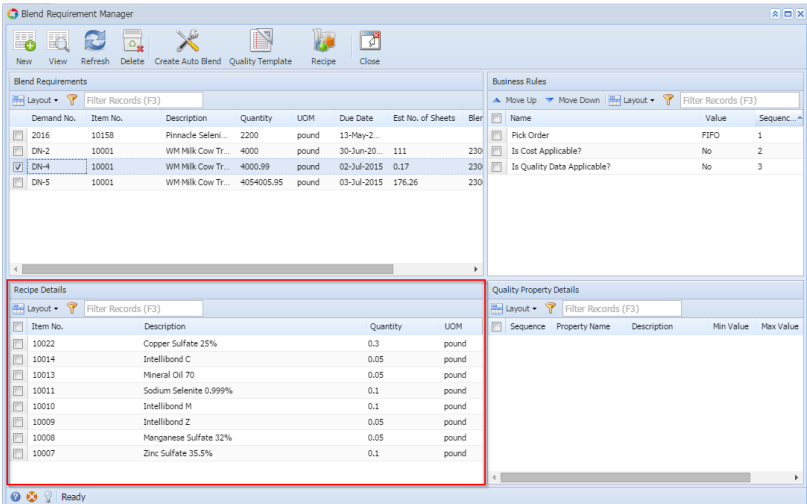 Blend Requirement Manager
New View Refresh Delete Create Auto Blend Quality Template Recipe Close
Blend Requirements
Layout Filter Records (F3)
Demand No. Item No. Description Quantity UOM Due Date Est No. of Sheets Blen
2016 10158 Pinnacle Seleni... 2200 pound 13-May-2...
DN-2 10001 WM Milk Cow Tr... 4000 pound 30-Jun-20... 111 230
DN-4 10001 WM Milk Cow Tr... 4000.99 pound 02-Jul-2015 0.17 230
DN-5 10001 WM Milk Cow Tr... 4054005.95 pound 03-Jul-2015 176.26 230
Business Rules
Move Up Move Down Layout Filter Records (F3)
Name Value Sequenc...
Pick Order FIFO 1
Is Cost Applicable? No 2
Is Quality Data Applicable? No 3
Recipe Details
Layout Filter Records (F3)
Item No. Description Quantity UOM
10022 Copper Sulfate 25% 0.3 pound
10014 Intellibond C 0.05 pound
10013 Mineral Oil 70 0.05 pound
10011 Sodium Selenite 0.999% 0.1 pound
10010 Intellibond M 0.1 pound
10009 Intellibond Z 0.05 pound
10008 Manganese Sulfate 32% 0.05 pound
10007 Zinc Sulfate 35.5% 0.1 pound
Quality Property Details
Layout Filter Records (F3)
Sequence Property Name Description Min Value Max Value
Ready